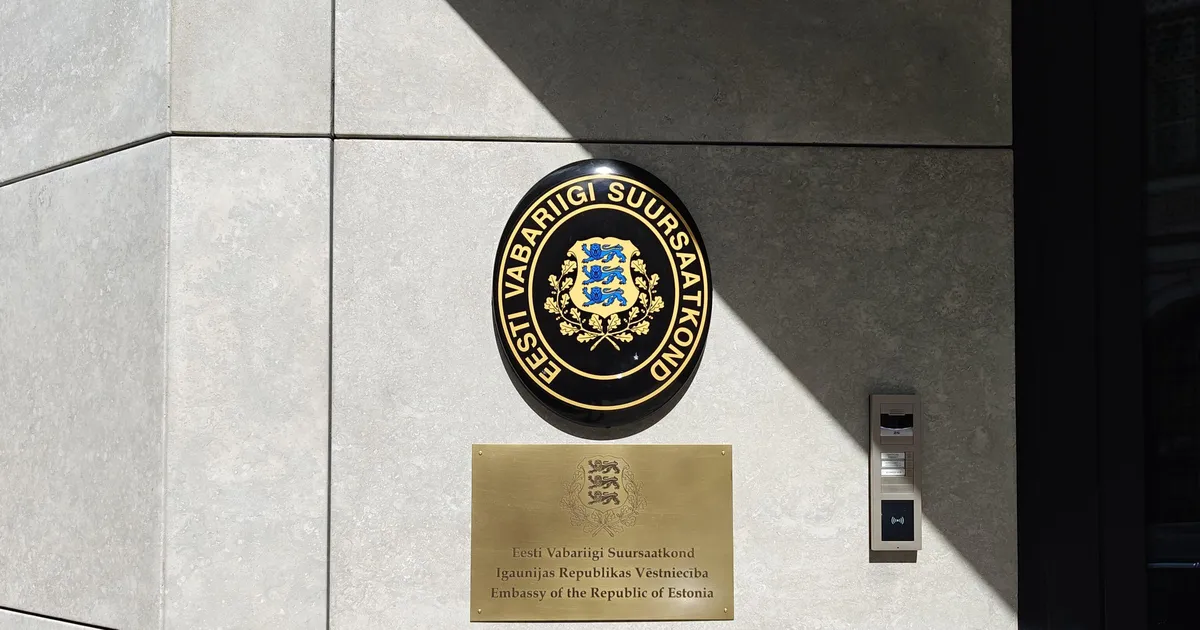 EESTI VABARIIGI SUURSAATKOND
Eesti Vabariigi Suursaatkond
Igaunijas Republikas Vēstniecība
Embassy of the Republic of Estonia